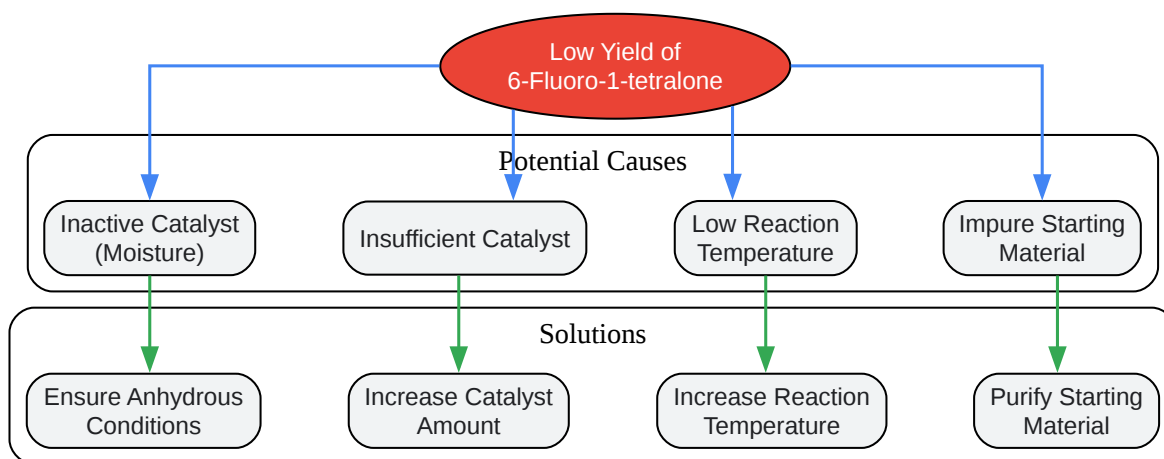 Low Yield of
6-Fluoro-1-tetralone
Potential Causes
Inactive Catalyst
(Moisture)
Insufficient Catalyst
Low Reaction
Temperature
Impure Starting
Material
Solutions
Ensure Anhydrous
Conditions
Increase Catalyst
Amount
Increase Reaction
Temperature
Purify Starting
Material